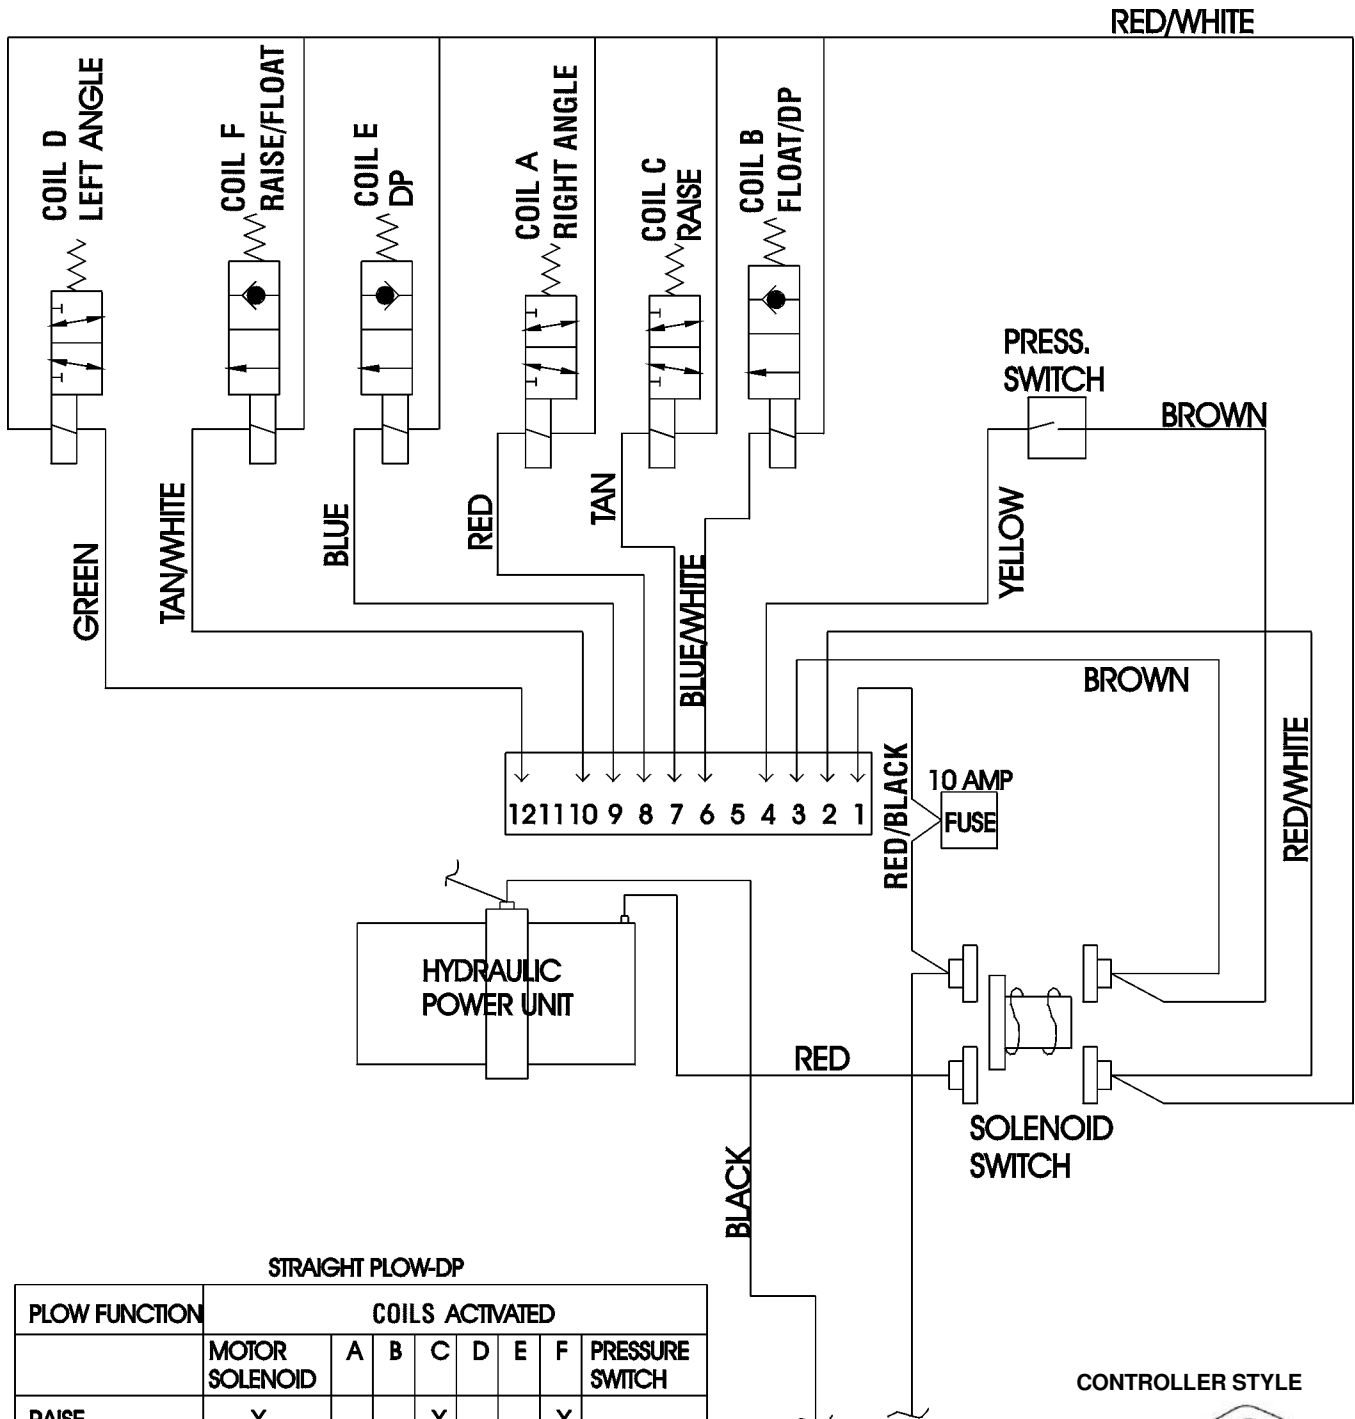 RED/WHITE
COIL D
LEFT ANGLE
COIL F
RAISE/FLOAT
COIL E
DP
COIL A
RIGHT ANGLE
COIL C
RAISE
COIL B
FLOAT/DP
PRESS.
SWITCH
BROWN
GREEN
TAN/WHITE
BLUE
RED
TAN
BLUE/WHITE
YELLOW
BROWN
RED/WHITE
RED/BLACK
10 AMP
FUSE
12 11 10 9 8 7 6 5 4 3 2 1
HYDRAULIC
POWER UNIT
RED
SOLENOID
SWITCH
BLACK
STRAIGHT PLOW-DP
PLOW FUNCTION COILS ACTIVATED
MOTOR SOLENOID A B C D E F PRESSURE SWITCH
RAISE X X X
CONTROLLER STYLE